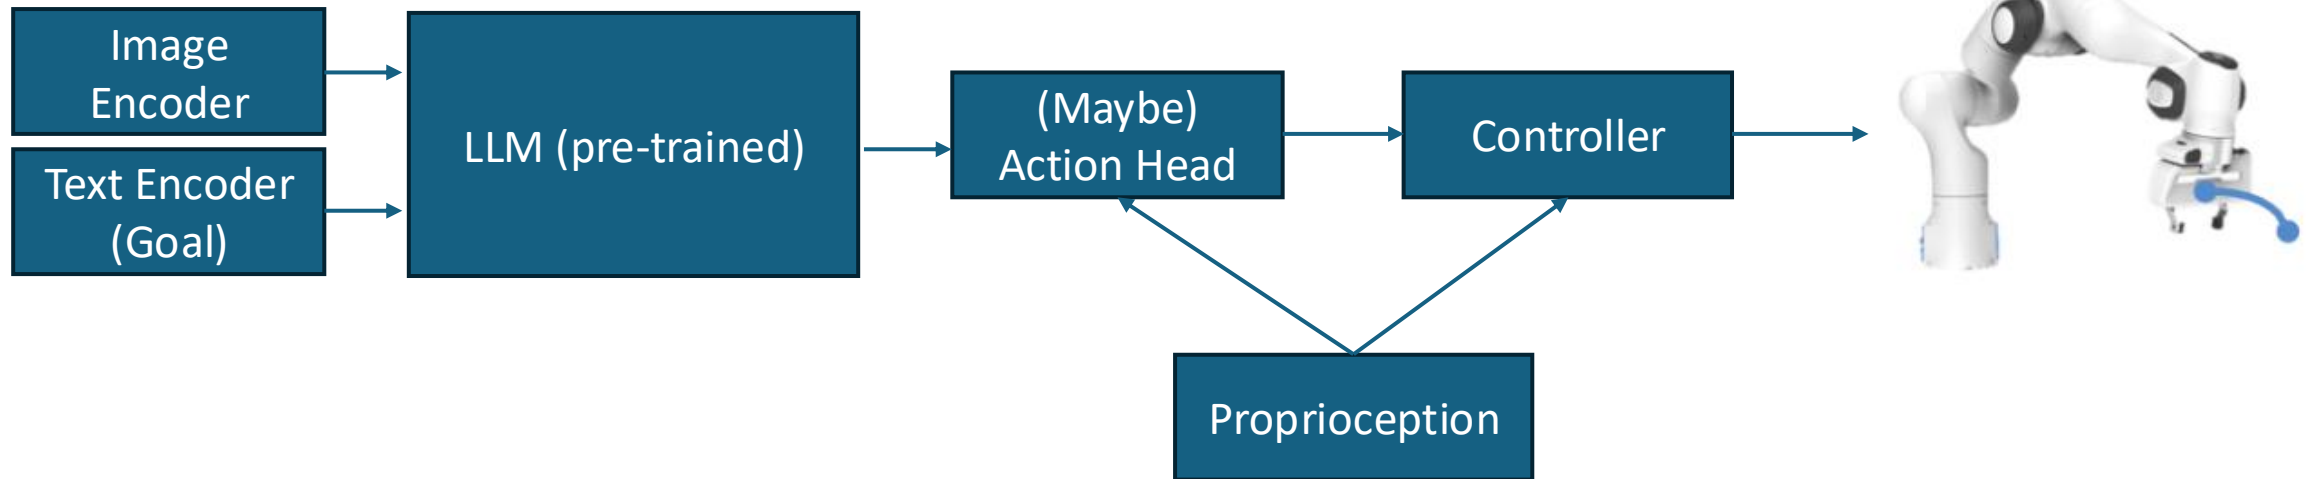 Image
Encoder
Text Encoder
(Goal)
LLM (pre-trained)
(Maybe)
Action Head
Controller
Proprioception